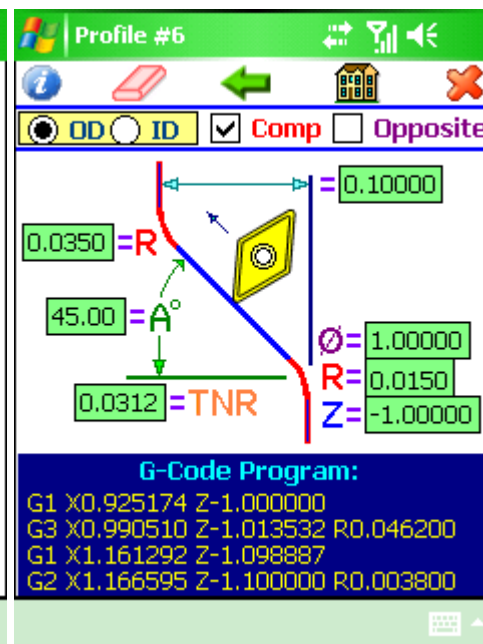 Profile #6
OD ID Comp Opposite
= 0.10000
0.0350 =R
45.00 =A°
Ø= 1.00000
R= 0.0150
0.0312 =TNR
Z= -1.00000
G-Code Program:
G1 X0.925174 Z-1.000000
G3 X0.990510 Z-1.013532 R0.046200
G1 X1.161292 Z-1.098887
G2 X1.166595 Z-1.100000 R0.003800